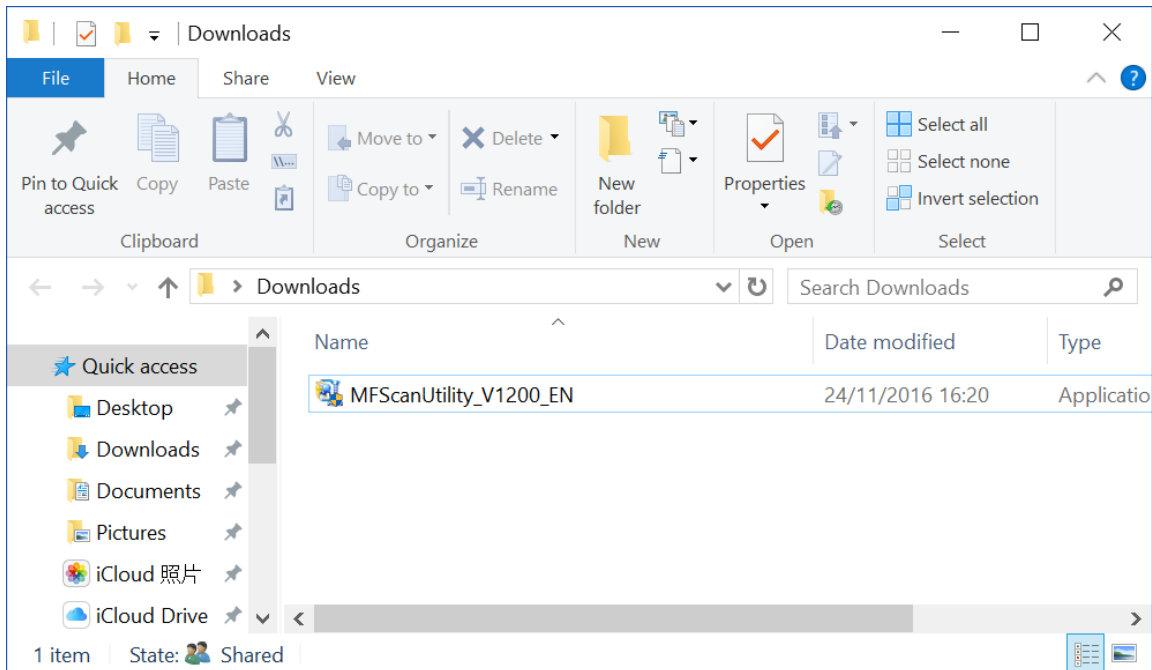 Downloads
File Home Share View
Pin to Quick access
Copy
Paste
Move to
Copy to
Delete
Rename
New folder
Properties
Select all
Select none
Invert selection
Clipboard Organize New Open Select
Downloads
Search Downloads
Name Date modified Type
Quick access
MFScanUtility_V1200_EN 24/11/2016 16:20 Applicatio
Desktop
Downloads
Documents
Pictures
iCloud 照片
iCloud Drive
1 item State: Shared